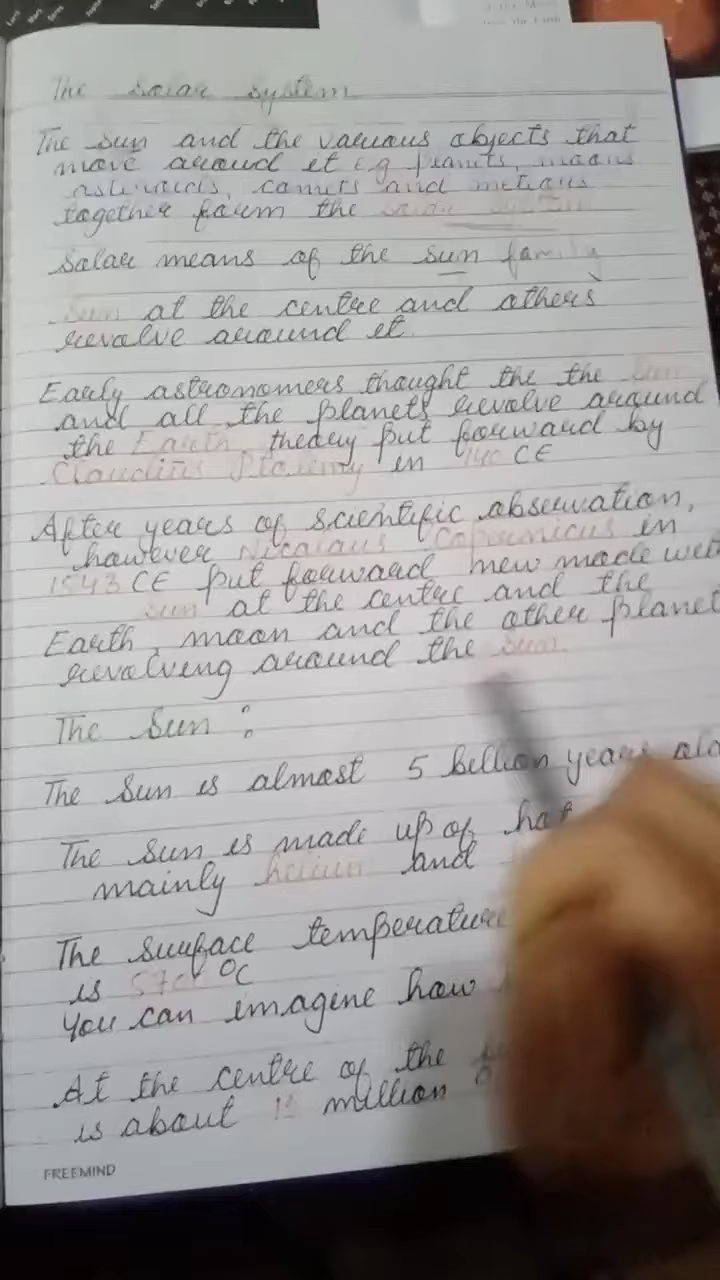 The Solar System
The Sun and the various objects that
move around it e.g planets, moons
asteroids, comets and meteors
together form the solar system
Solar means of the sun family
Sun at the centre and others
revolve around it
Early astronomers thought the the Sun
and all the planets revolve around
the Earth, theory put forward by
Claudius Ptolemy in 140 CE
After years of scientific observation,
however Nicolaus Copernicus in
1543 CE put forward new made
sun at the centre and the
Earth, moon and the other planet
revolving around the sun
The Sun :
The Sun is almost 5 billion years old
The Sun is made up of
mainly helium and
The surface temperature
is °C
You can imagine how
At the centre of the
is about 15 million
FREEMIND